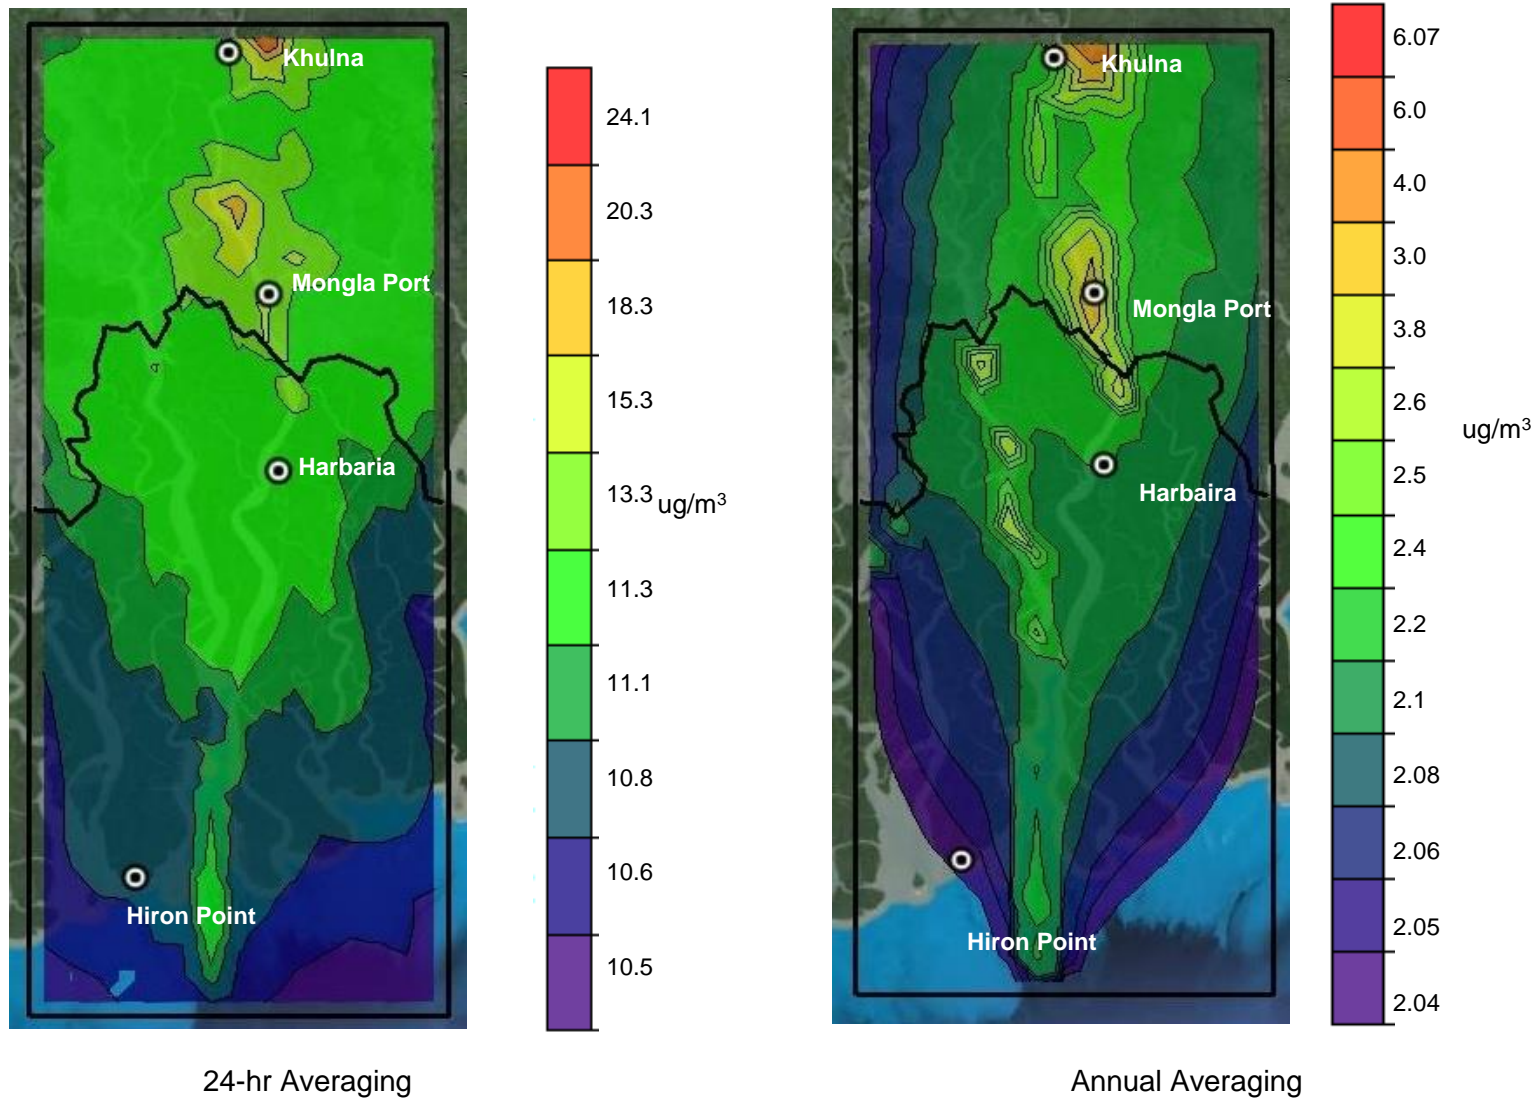 Khulna
Mongla Port
Harbaria
Hiron Point
24.1
20.3
18.3
15.3
13.3
11.3
11.1
10.8
10.6
10.5
ug/m³
24-hr Averaging
Khulna
Mongla Port
Harbaira
Hiron Point
6.07
6.0
4.0
3.0
3.8
2.6
2.5
2.4
2.2
2.1
2.08
2.06
2.05
2.04
ug/m³
Annual Averaging